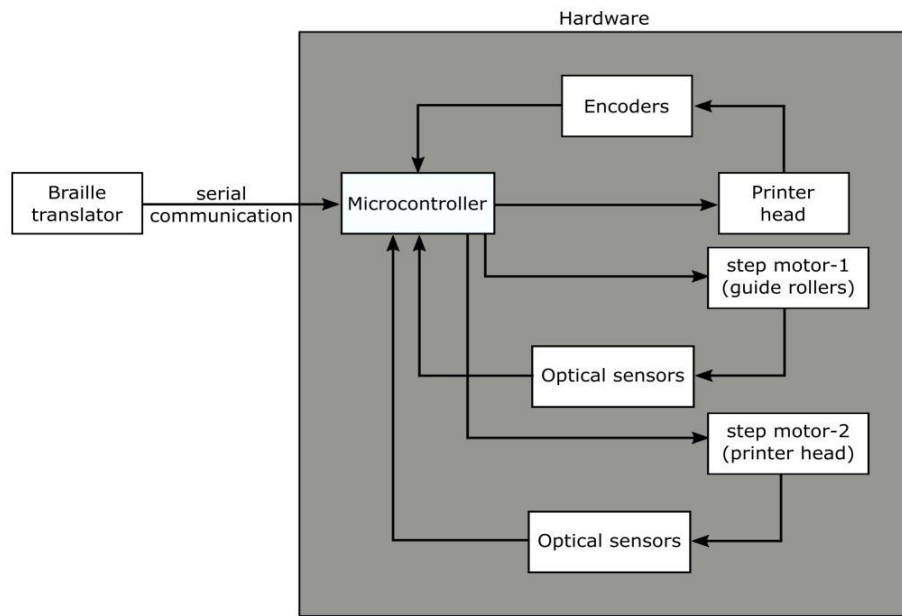 Hardware
Encoders
Braille
translator
serial
communication
Microcontroller
Printer
head
step motor-1
(guide rollers)
Optical sensors
step motor-2
(printer head)
Optical sensors